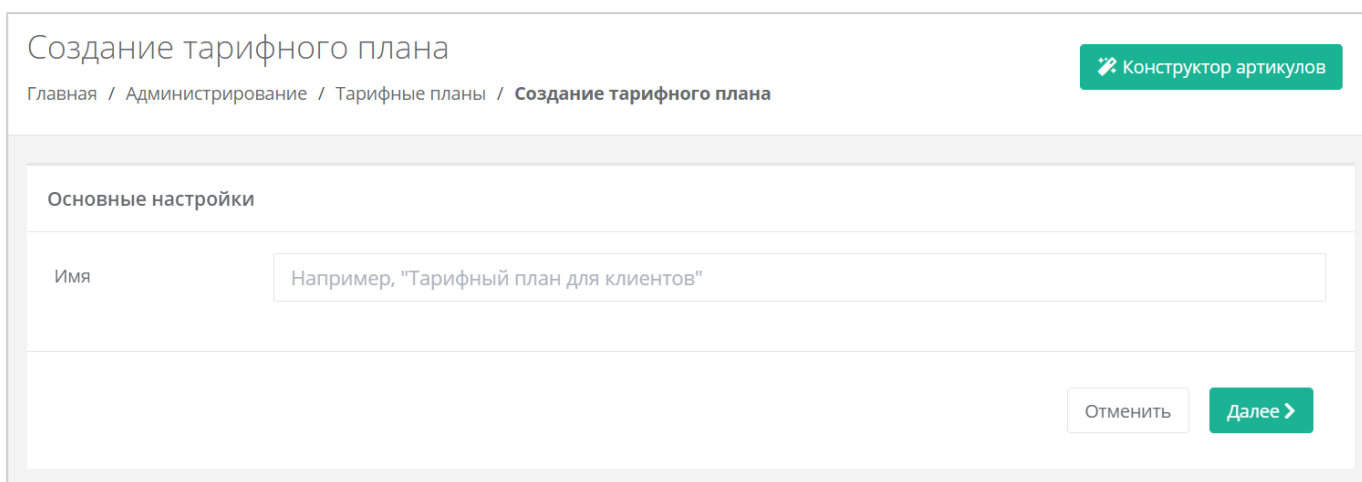 Создание тарифного плана
Конструктор артикулов
Главная / Администрирование / Тарифные планы / Создание тарифного плана
Основные настройки
Имя
Например, "Тарифный план для клиентов"
Отменить
Далее